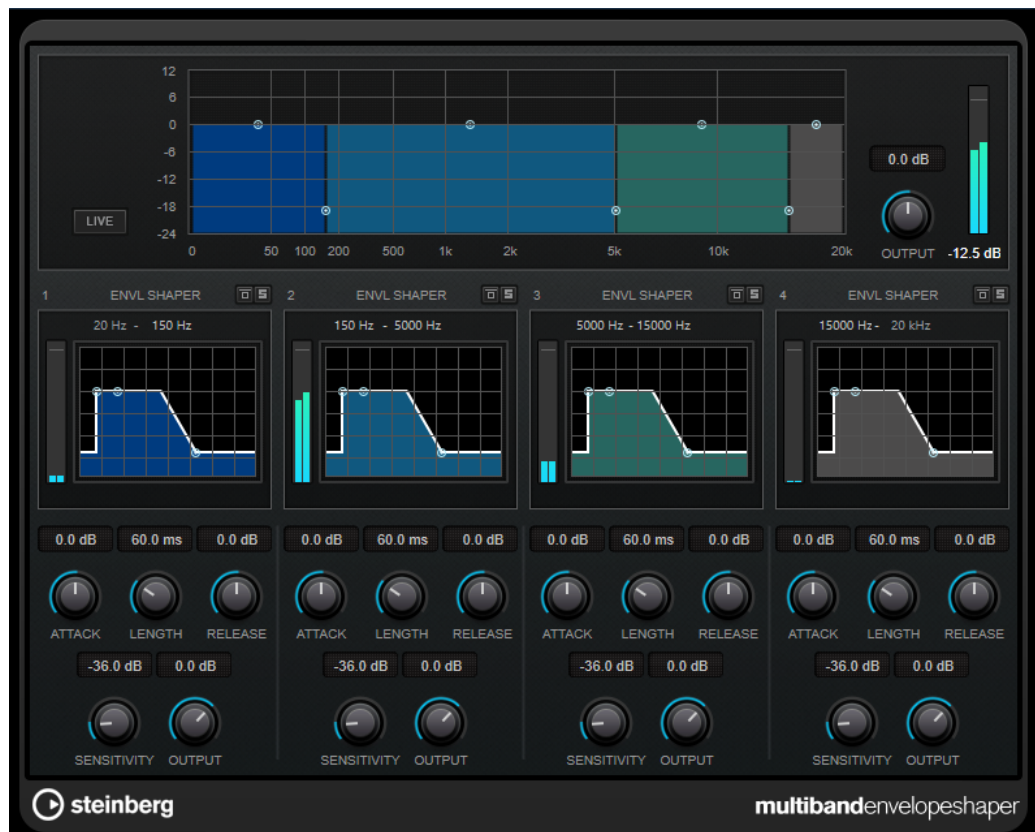 12
6
0
-6
-12
-18
-24
LIVE
0 50 100 200 500 1k 2k 5k 10k 20k
0.0 dB
OUTPUT -12.5 dB
1 ENVL SHAPER S
2 ENVL SHAPER S
3 ENVL SHAPER S
4 ENVL SHAPER S
20 Hz - 150 Hz
150 Hz - 5000 Hz
5000 Hz - 15000 Hz
15000 Hz - 20 kHz
0.0 dB 60.0 ms 0.0 dB
ATTACK LENGTH RELEASE
-36.0 dB 0.0 dB
SENSITIVITY OUTPUT
0.0 dB 60.0 ms 0.0 dB
ATTACK LENGTH RELEASE
-36.0 dB 0.0 dB
SENSITIVITY OUTPUT
0.0 dB 60.0 ms 0.0 dB
ATTACK LENGTH RELEASE
-36.0 dB 0.0 dB
SENSITIVITY OUTPUT
0.0 dB 60.0 ms 0.0 dB
ATTACK LENGTH RELEASE
-36.0 dB 0.0 dB
SENSITIVITY OUTPUT
steinberg
multibandenvelopeshaper